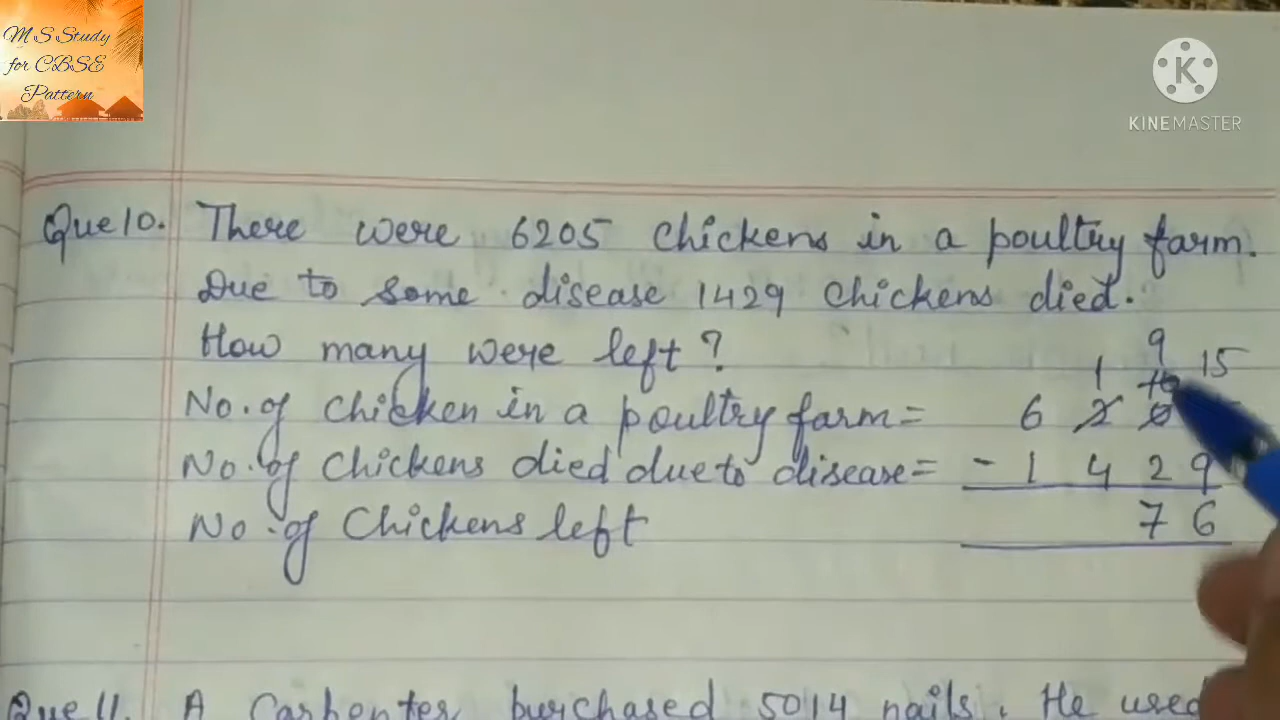 M S Study
for CBSE
Pattern
KINEMASTER
Que 10. There were 6205 chickens in a poultry farm.
Due to some disease 1429 chickens died.
How many were left?
9
1 10 15
No. of chicken in a poultry farm = 6 2 0
No. of chickens died due to disease = - 1 4 2 9
No. of Chickens left 7 6
Que 11. A Carpenter purchased 5014 nails. He used